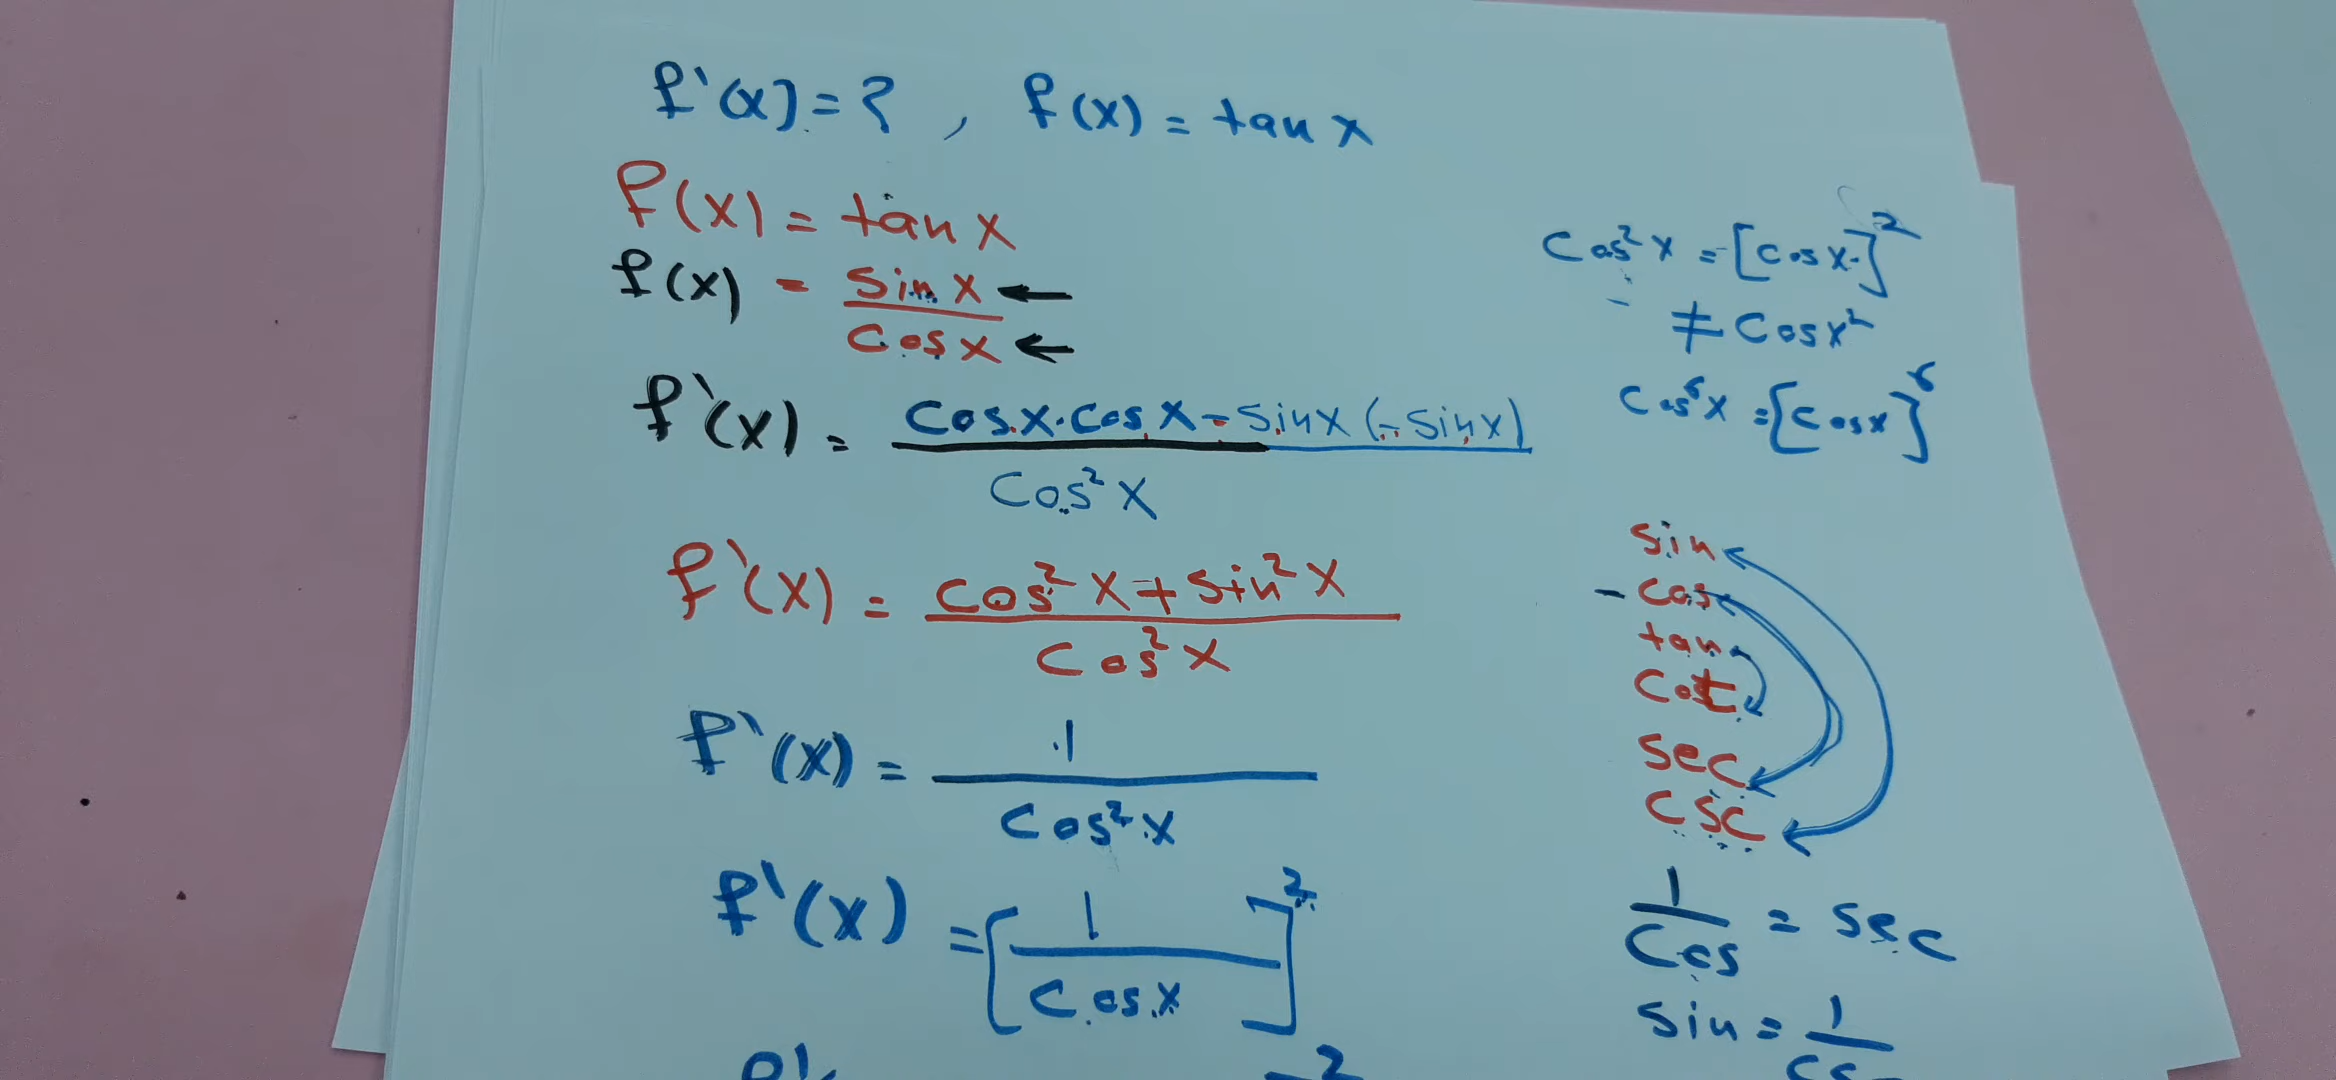 f'(x) = ? , f(x) = tan x
f(x) = tan x
f(x) = sin x / cos x
f'(x) = cos x . cos x - sin x (- sin x) / cos² x
f'(x) = cos² x + sin² x / cos² x
f'(x) = 1 / cos² x
f'(x) = [1 / cos x]²
cos² x = [cos x]²
≠ cos x²
cos⁶ x = [cos x]⁶
sin
- cos
tan
cot
sec
csc
1 / cos = sec
sin = 1 /